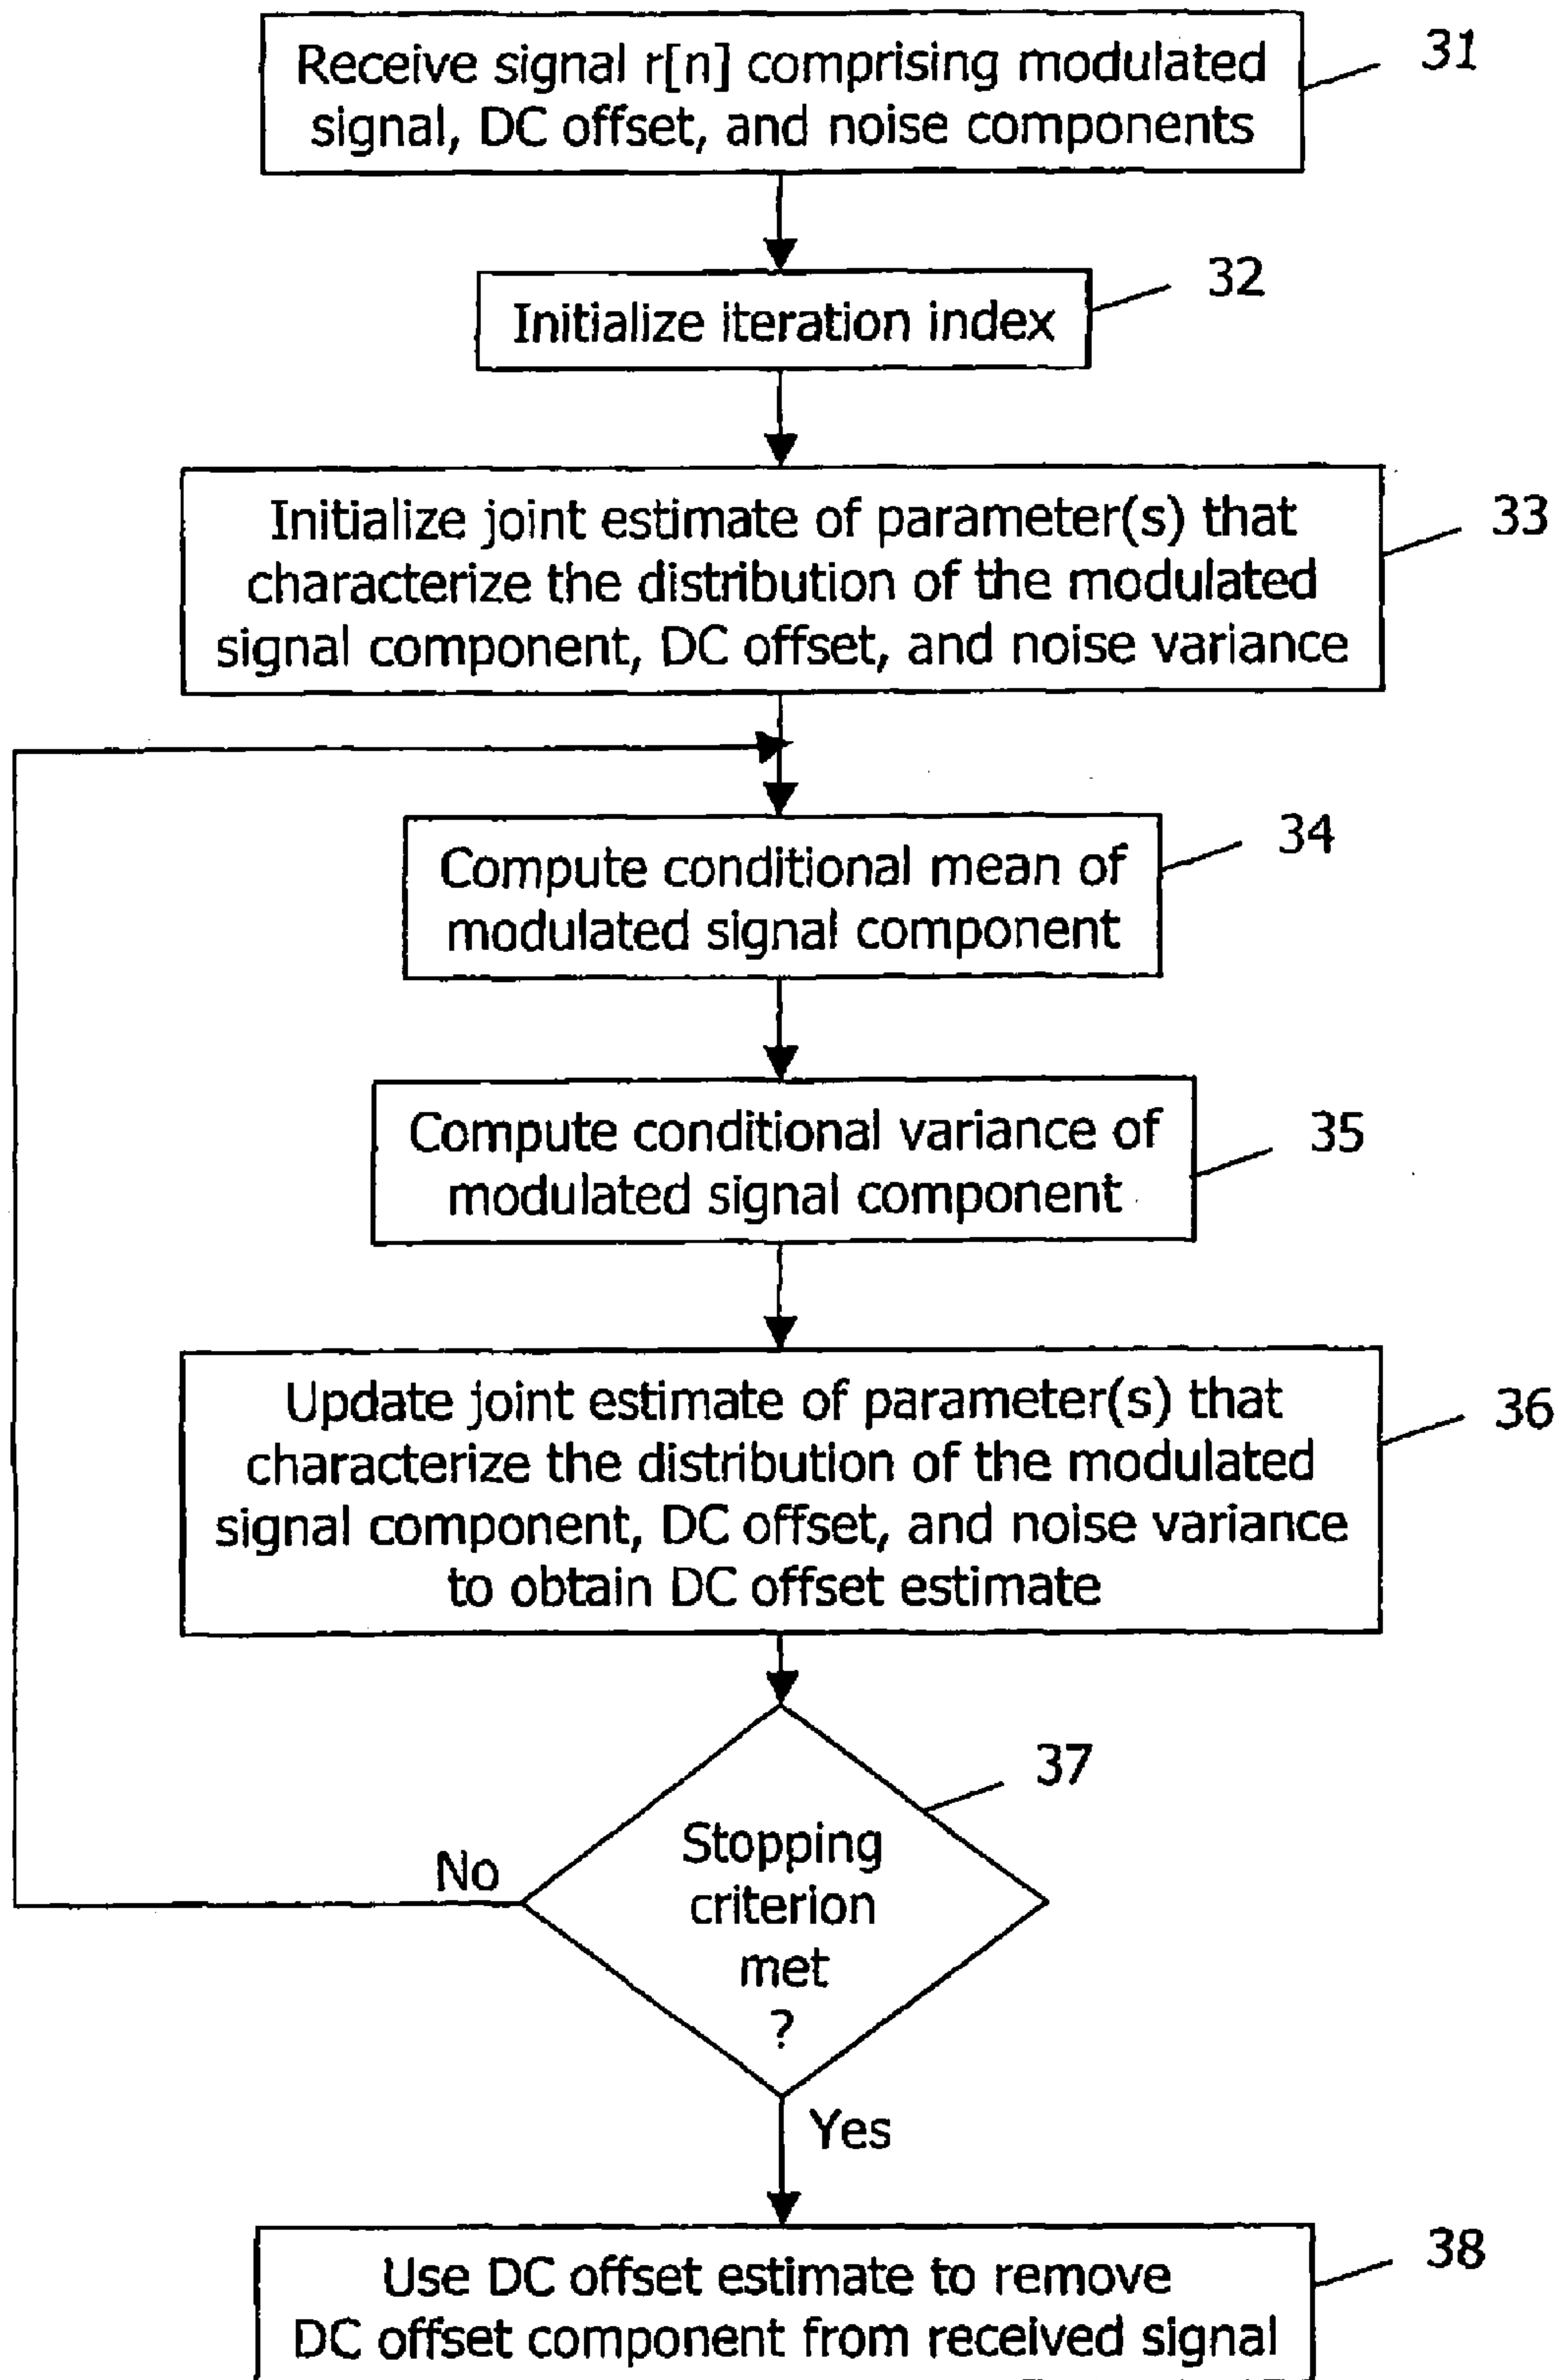 Receive signal r[n] comprising modulated
signal, DC offset, and noise components
31
Initialize iteration index
32
Initialize joint estimate of parameter(s) that
characterize the distribution of the modulated
signal component, DC offset, and noise variance
33
Compute conditional mean of
modulated signal component
34
Compute conditional variance of
modulated signal component
35
Update joint estimate of parameter(s) that
characterize the distribution of the modulated
signal component, DC offset, and noise variance
to obtain DC offset estimate
36
Stopping
criterion
met
?
37
No
Yes
Use DC offset estimate to remove
DC offset component from received signal
38